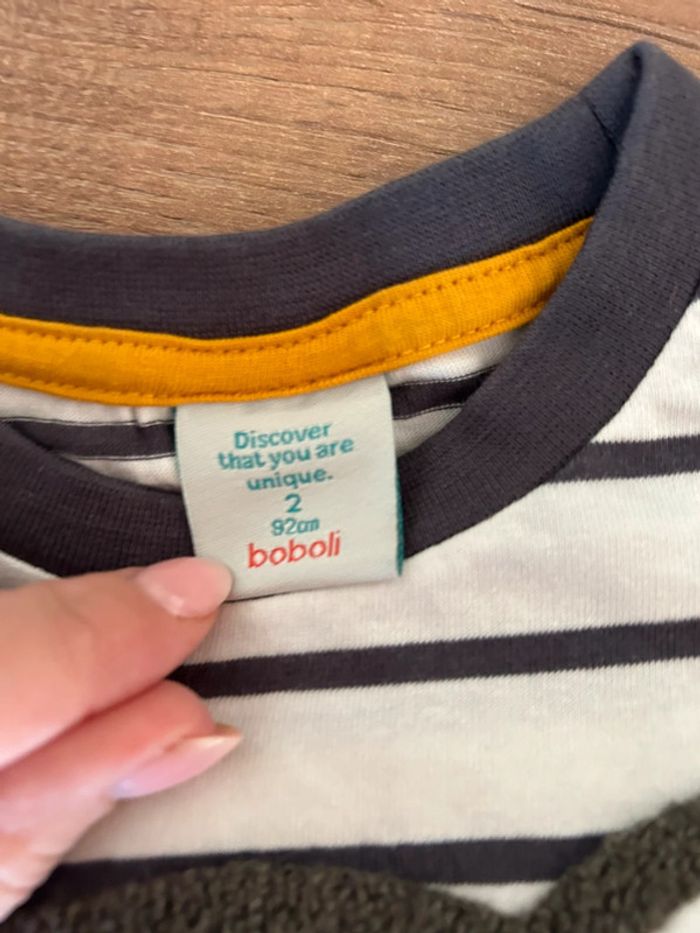 Discover
that you are
unique.
2
92cm
boboli